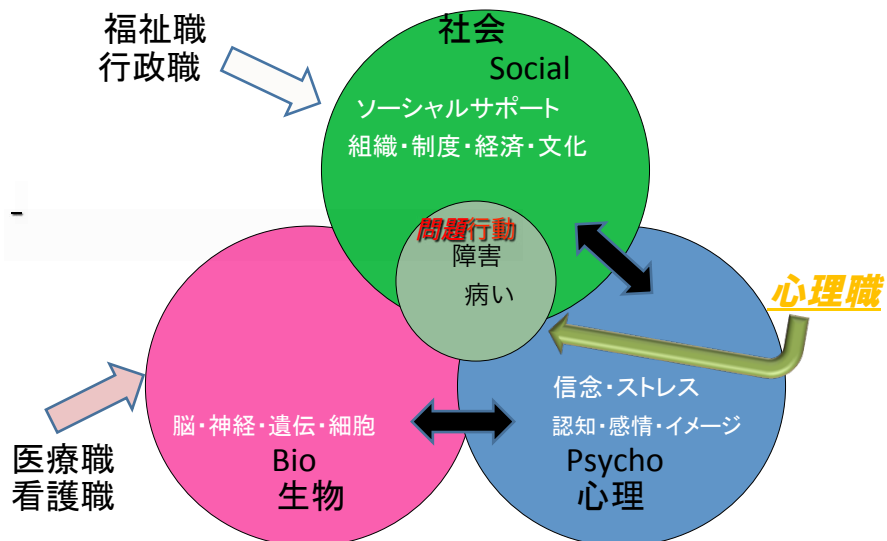 福祉職
行政職
社会
Social
ソーシャルサポート
組織・制度・経済・文化
問題行動
障害
病い
心理職
信念・ストレス
認知・感情・イメージ
Psycho
心理
脳・神経・遺伝・細胞
Bio
生物
医療職
看護職